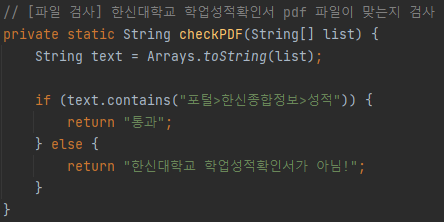 // [파일 검사] 한신대학교 학업성적확인서 pdf 파일이 맞는지 검사
private static String checkPDF(String[] list) {
    String text = Arrays.toString(list);

    if (text.contains("포털>한신종합정보>성적")) {
        return "통과";
    } else {
        return "한신대학교 학업성적확인서가 아님!";
    }
}